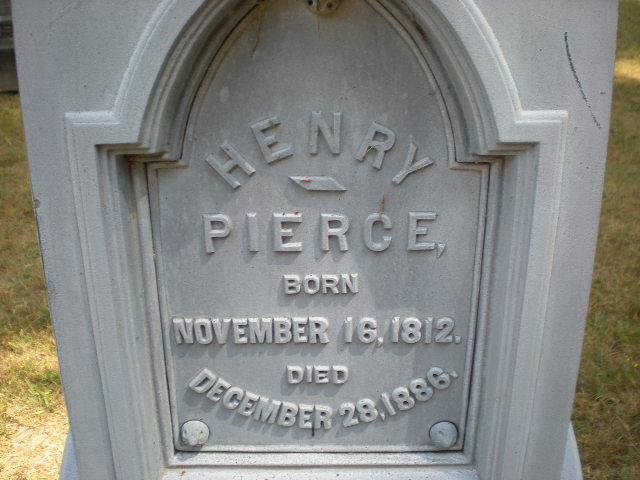 HENRY
PIERCE,
BORN
NOVEMBER 16, 1812.
DIED
DECEMBER 28, 1886.